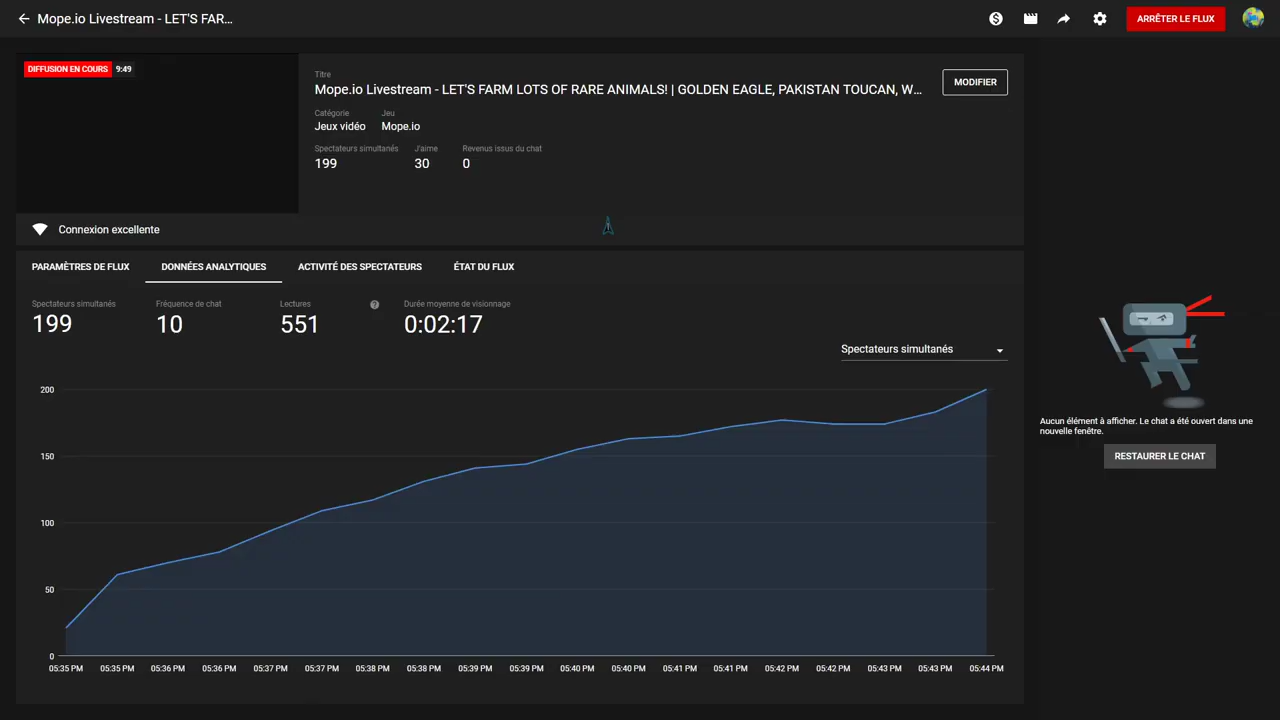 Mope.io Livestream - LET'S FAR...
ARRÊTER LE FLUX
DIFFUSION EN COURS 9:49
Titre
Mope.io Livestream - LET'S FARM LOTS OF RARE ANIMALS! | GOLDEN EAGLE, PAKISTAN TOUCAN, W...
MODIFIER
Catégorie Jeu
Jeux vidéo Mope.io
Spectateurs simultanés J'aime Revenus issus du chat
199 30 0
Connexion excellente
PARAMÈTRES DE FLUX DONNÉES ANALYTIQUES ACTIVITÉ DES SPECTATEURS ÉTAT DU FLUX
Spectateurs simultanés Fréquence de chat Lectures Durée moyenne de visionnage
199 10 551 0:02:17
Spectateurs simultanés
200
150
100
50
0
05:35 PM 05:35 PM 05:36 PM 05:36 PM 05:37 PM 05:37 PM 05:38 PM 05:38 PM 05:39 PM 05:39 PM 05:40 PM 05:40 PM 05:41 PM 05:41 PM 05:42 PM 05:42 PM 05:43 PM 05:43 PM 05:44 PM
Aucun élément à afficher. Le chat a été ouvert dans une
nouvelle fenêtre.
RESTAURER LE CHAT